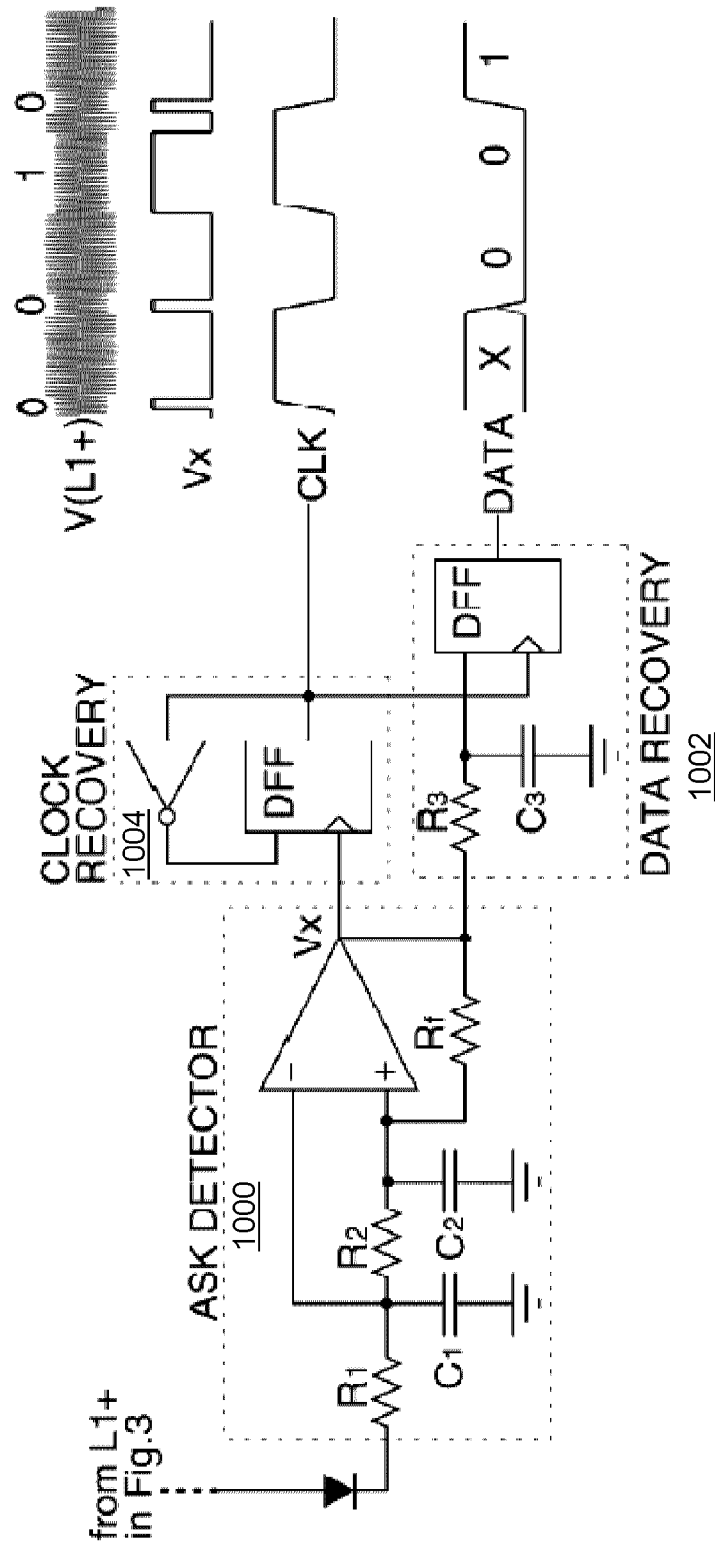 from L1+
in Fig.3
ASK DETECTOR
1000
R1
C1
R2
C2
−
+
Rf
Vx
CLOCK
RECOVERY
1004
DFF
CLK
R3
C3
DFF
DATA
DATA RECOVERY
1002
V(L1+)
0 0 1 0
Vx
X 0 0 1